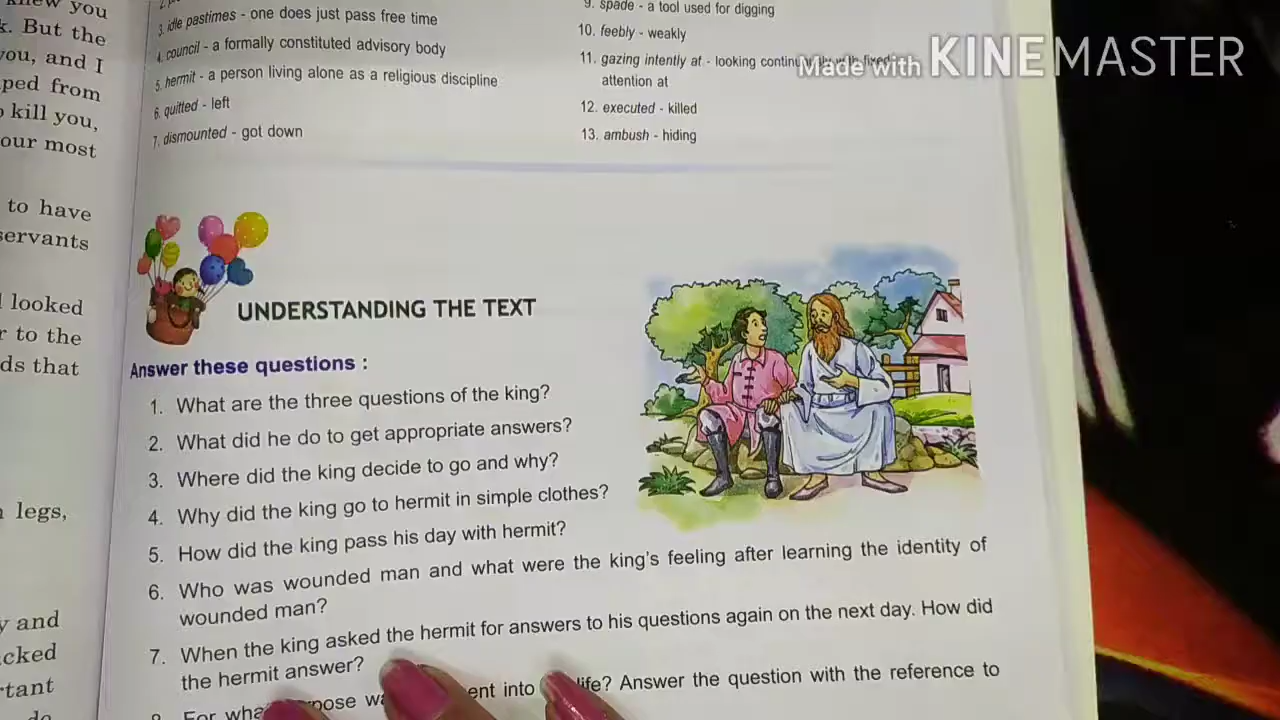 knew you
k. But the
you, and I
ped from
kill you,
our most
to have
servants
looked
r to the
ds that
legs,
y and
cked
rtant
3. idle pastimes - one does just pass free time
4. council - a formally constituted advisory body
5. hermit - a person living alone as a religious discipline
6. quitted - left
7. dismounted - got down
9. spade - a tool used for digging
10. feebly - weakly
11. gazing intently at - looking
attention at
12. executed - killed
13. ambush - hiding
Made with KINEMASTER
UNDERSTANDING THE TEXT
Answer these questions :
1. What are the three questions of the king?
2. What did he do to get appropriate answers?
3. Where did the king decide to go and why?
4. Why did the king go to hermit in simple clothes?
5. How did the king pass his day with hermit?
6. Who was wounded man and what were the king's feeling after learning the identity of
wounded man?
7. When the king asked the hermit for answers to his questions again on the next day. How did
the hermit answer?
For into life? Answer the question with the reference to